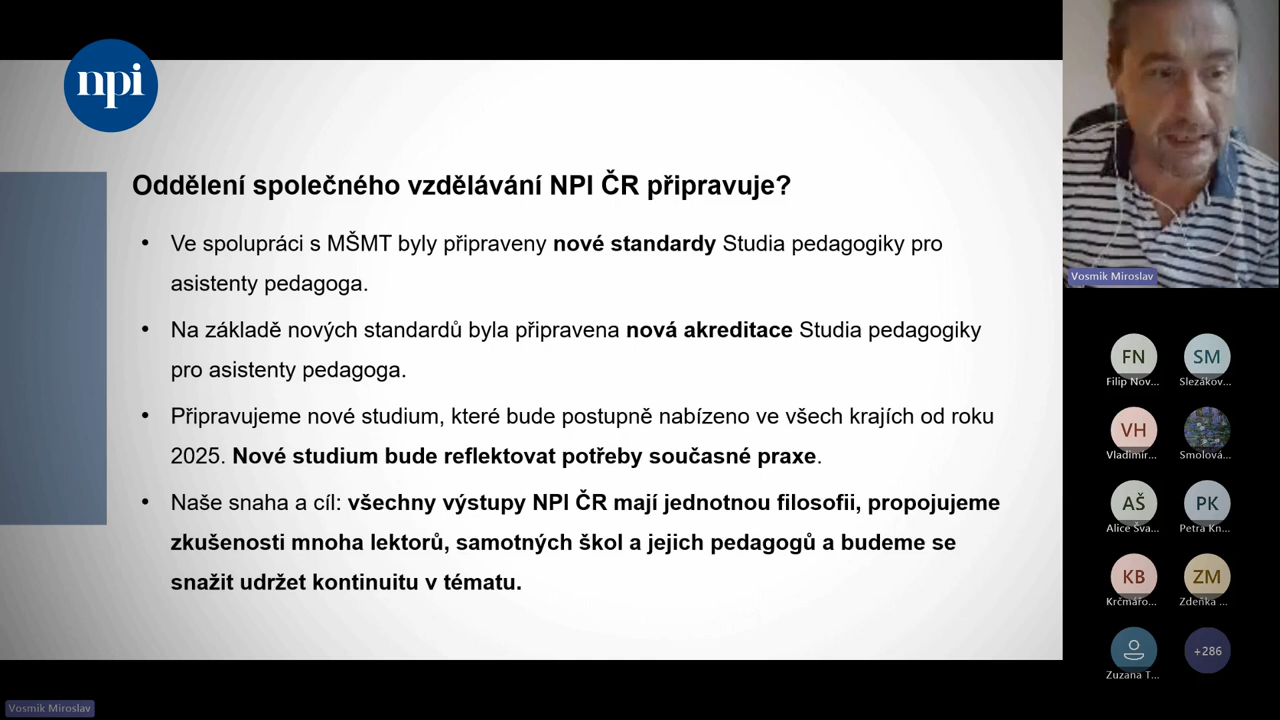 npi
Oddělení společného vzdělávání NPI ČR připravuje?
• Ve spolupráci s MŠMT byly připraveny nové standardy Studia pedagogiky pro
asistenty pedagoga.
• Na základě nových standardů byla připravena nová akreditace Studia pedagogiky
pro asistenty pedagoga.
• Připravujeme nové studium, které bude postupně nabízeno ve všech krajích od roku
2025. Nové studium bude reflektovat potřeby současné praxe.
• Naše snaha a cíl: všechny výstupy NPI ČR mají jednotnou filosofii, propojujeme
zkušenosti mnoha lektorů, samotných škol a jejich pedagogů a budeme se
snažit udržet kontinuitu v tématu.
Vosmik Miroslav
FN SM
Filip Nov... Slezákov...
VH
Vladimír... Smolová...
AŠ PK
Alice Šva... Petra Kn...
KB ZM
Krčmářo... Zdeňka ...
+286
Zuzana T...
Vosmik Miroslav